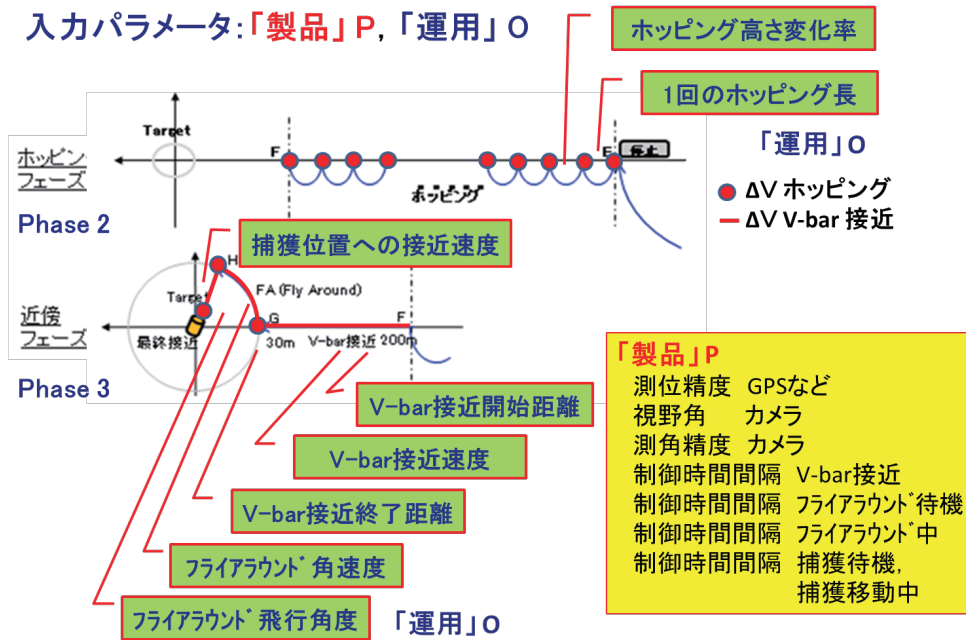 入力パラメータ:「製品」P, 「運用」O
ホッピング高さ変化率
1回のホッピング長
「運用」O
Target
F
E
停止
ホッピン
フェーズ
ホッピング
ΔV ホッピング
ΔV V-bar 接近
Phase 2
捕獲位置への接近速度
H
FA (Fly Around)
Target
近傍
フェーズ
G
F
最終接近
30m
V-bar接近
200m
Phase 3
V-bar接近開始距離
V-bar接近速度
V-bar接近終了距離
フライアラウンド角速度
フライアラウンド飛行角度
「運用」O
「製品」P
測位精度 GPSなど
視野角 カメラ
測角精度 カメラ
制御時間間隔 V-bar接近
制御時間間隔 フライアラウンド待機
制御時間間隔 フライアラウンド中
制御時間間隔 捕獲待機,
捕獲移動中